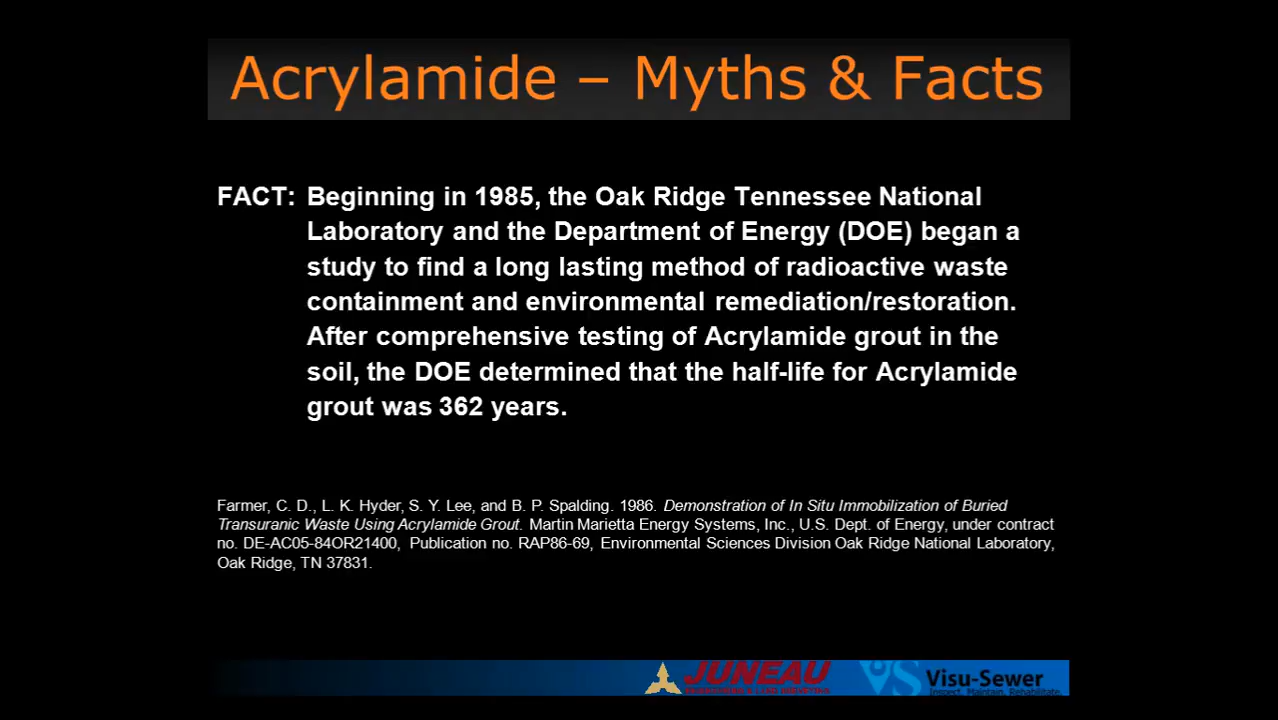 Acrylamide – Myths & Facts
FACT: Beginning in 1985, the Oak Ridge Tennessee National
Laboratory and the Department of Energy (DOE) began a
study to find a long lasting method of radioactive waste
containment and environmental remediation/restoration.
After comprehensive testing of Acrylamide grout in the
soil, the DOE determined that the half-life for Acrylamide
grout was 362 years.
Farmer, C. D., L. K. Hyder, S. Y. Lee, and B. P. Spalding. 1986. Demonstration of In Situ Immobilization of Buried
Transuranic Waste Using Acrylamide Grout. Martin Marietta Energy Systems, Inc., U.S. Dept. of Energy, under contract
no. DE-AC05-84OR21400, Publication no. RAP86-69, Environmental Sciences Division Oak Ridge National Laboratory,
Oak Ridge, TN 37831.
JUNEAU
VS Visu-Sewer
Inspect. Maintain. Rehabilitate.